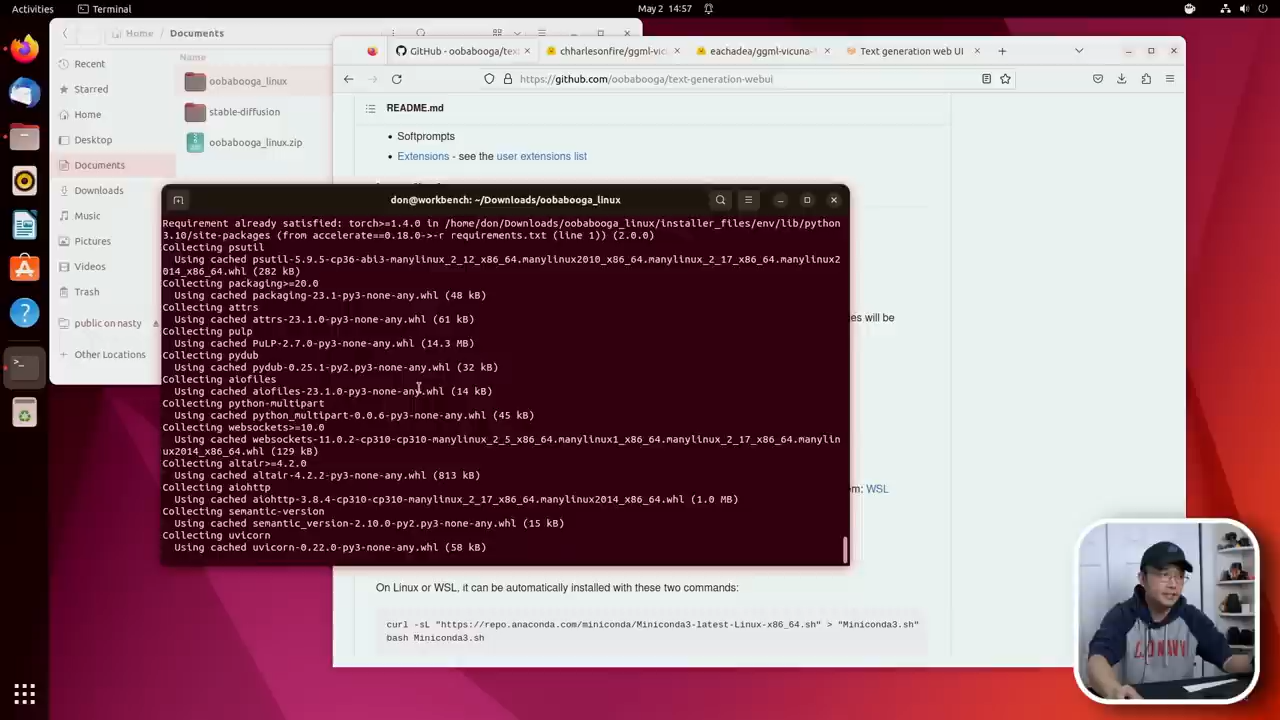 Activities
Terminal
May 2 14:57
Home
Documents
Recent
Starred
Home
Desktop
Documents
Downloads
Music
Pictures
Videos
Trash
public on nasty
Other Locations
Name
oobabooga_linux
stable-diffusion
oobabooga_linux.zip
GitHub - oobabooga/tex
chharlesonfire/ggml-vic
eachadea/ggml-vicuna-
Text generation web UI
https://github.com/oobabooga/text-generation-webui
README.md
Softprompts
Extensions - see the user extensions list
don@workbench: ~/Downloads/oobabooga_linux
Requirement already satisfied: torch>=1.4.0 in /home/don/Downloads/oobabooga_linux/installer_files/env/lib/python
3.10/site-packages (from accelerate==0.18.0->-r requirements.txt (line 1)) (2.0.0)
Collecting psutil
Using cached psutil-5.9.5-cp36-abi3-manylinux_2_12_x86_64.manylinux2010_x86_64.manylinux_2_17_x86_64.manylinux2
014_x86_64.whl (282 kB)
Collecting packaging>=20.0
Using cached packaging-23.1-py3-none-any.whl (48 kB)
Collecting attrs
Using cached attrs-23.1.0-py3-none-any.whl (61 kB)
Collecting pulp
Using cached PuLP-2.7.0-py3-none-any.whl (14.3 MB)
Collecting pydub
Using cached pydub-0.25.1-py2.py3-none-any.whl (32 kB)
Collecting aiofiles
Using cached aiofiles-23.1.0-py3-none-any.whl (14 kB)
Collecting python-multipart
Using cached python_multipart-0.0.6-py3-none-any.whl (45 kB)
Collecting websockets>=10.0
Using cached websockets-11.0.2-cp310-cp310-manylinux_2_5_x86_64.manylinux1_x86_64.manylinux_2_17_x86_64.manylin
ux2014_x86_64.whl (129 kB)
Collecting altair>=4.2.0
Using cached altair-4.2.2-py3-none-any.whl (813 kB)
Collecting aiohttp
Using cached aiohttp-3.8.4-cp310-cp310-manylinux_2_17_x86_64.manylinux2014_x86_64.whl (1.0 MB)
Collecting semantic-version
Using cached semantic_version-2.10.0-py2.py3-none-any.whl (15 kB)
Collecting uvicorn
Using cached uvicorn-0.22.0-py3-none-any.whl (58 kB)
es will be
em: WSL
On Linux or WSL, it can be automatically installed with these two commands:
curl -sL "https://repo.anaconda.com/miniconda/Miniconda3-latest-Linux-x86_64.sh" > "Miniconda3.sh"
bash Miniconda3.sh